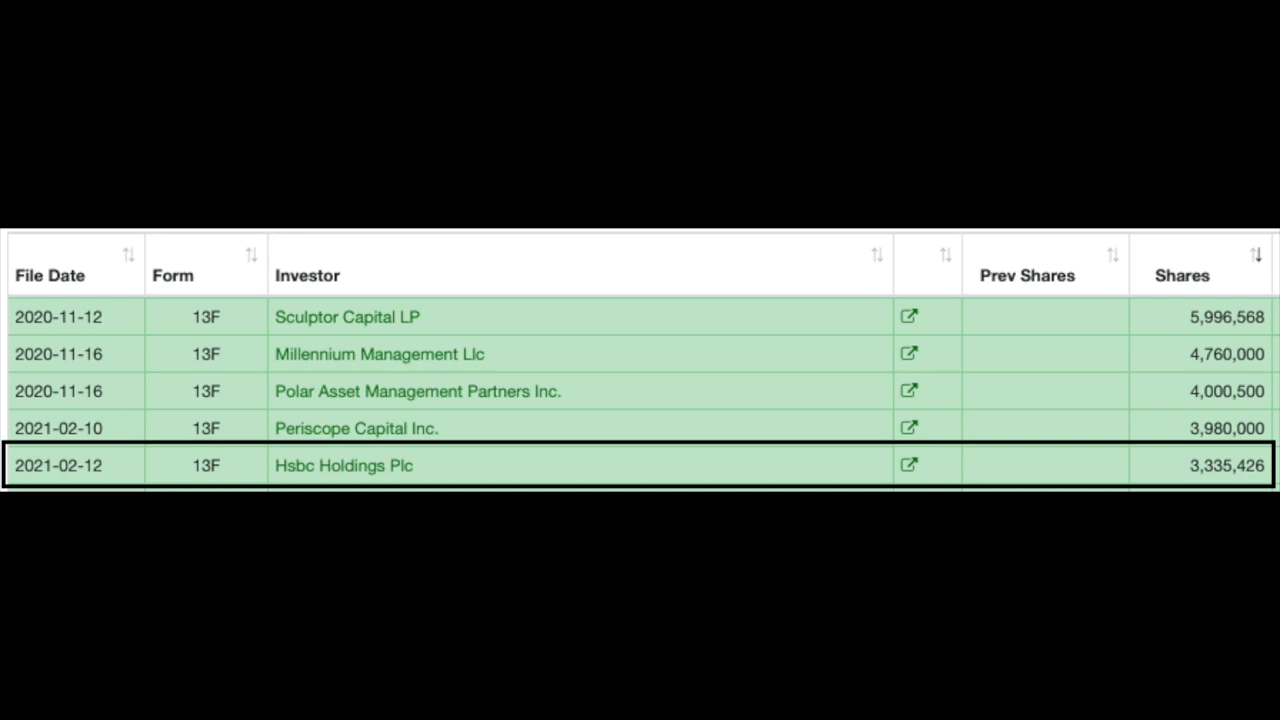 File Date Form Investor Prev Shares Shares
2020-11-12 13F Sculptor Capital LP 5,996,568
2020-11-16 13F Millennium Management Llc 4,760,000
2020-11-16 13F Polar Asset Management Partners Inc. 4,000,500
2021-02-10 13F Periscope Capital Inc. 3,980,000
2021-02-12 13F Hsbc Holdings Plc 3,335,426